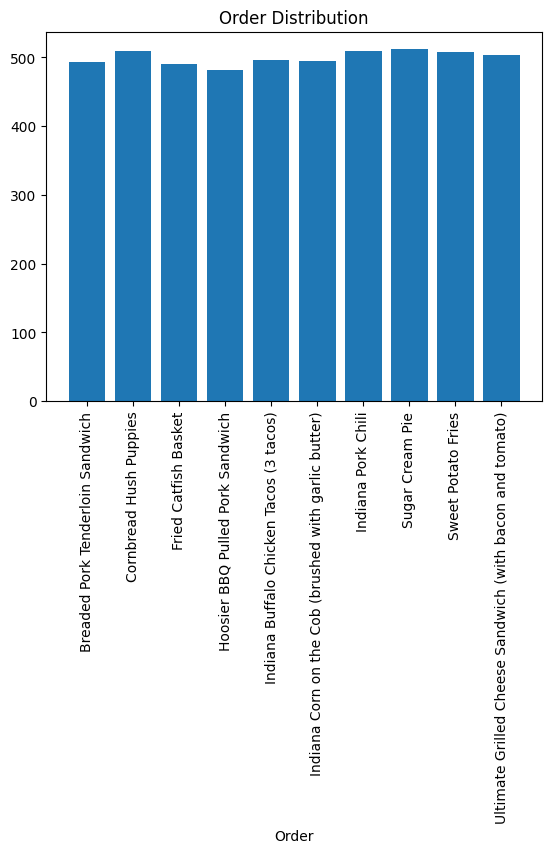 Order Distribution
500
400
300
200
100
0
Breaded Pork Tenderloin Sandwich
Cornbread Hush Puppies
Fried Catfish Basket
Hoosier BBQ Pulled Pork Sandwich
Indiana Buffalo Chicken Tacos (3 tacos)
Indiana Corn on the Cob (brushed with garlic butter)
Indiana Pork Chili
Sugar Cream Pie
Sweet Potato Fries
Ultimate Grilled Cheese Sandwich (with bacon and tomato)
Order